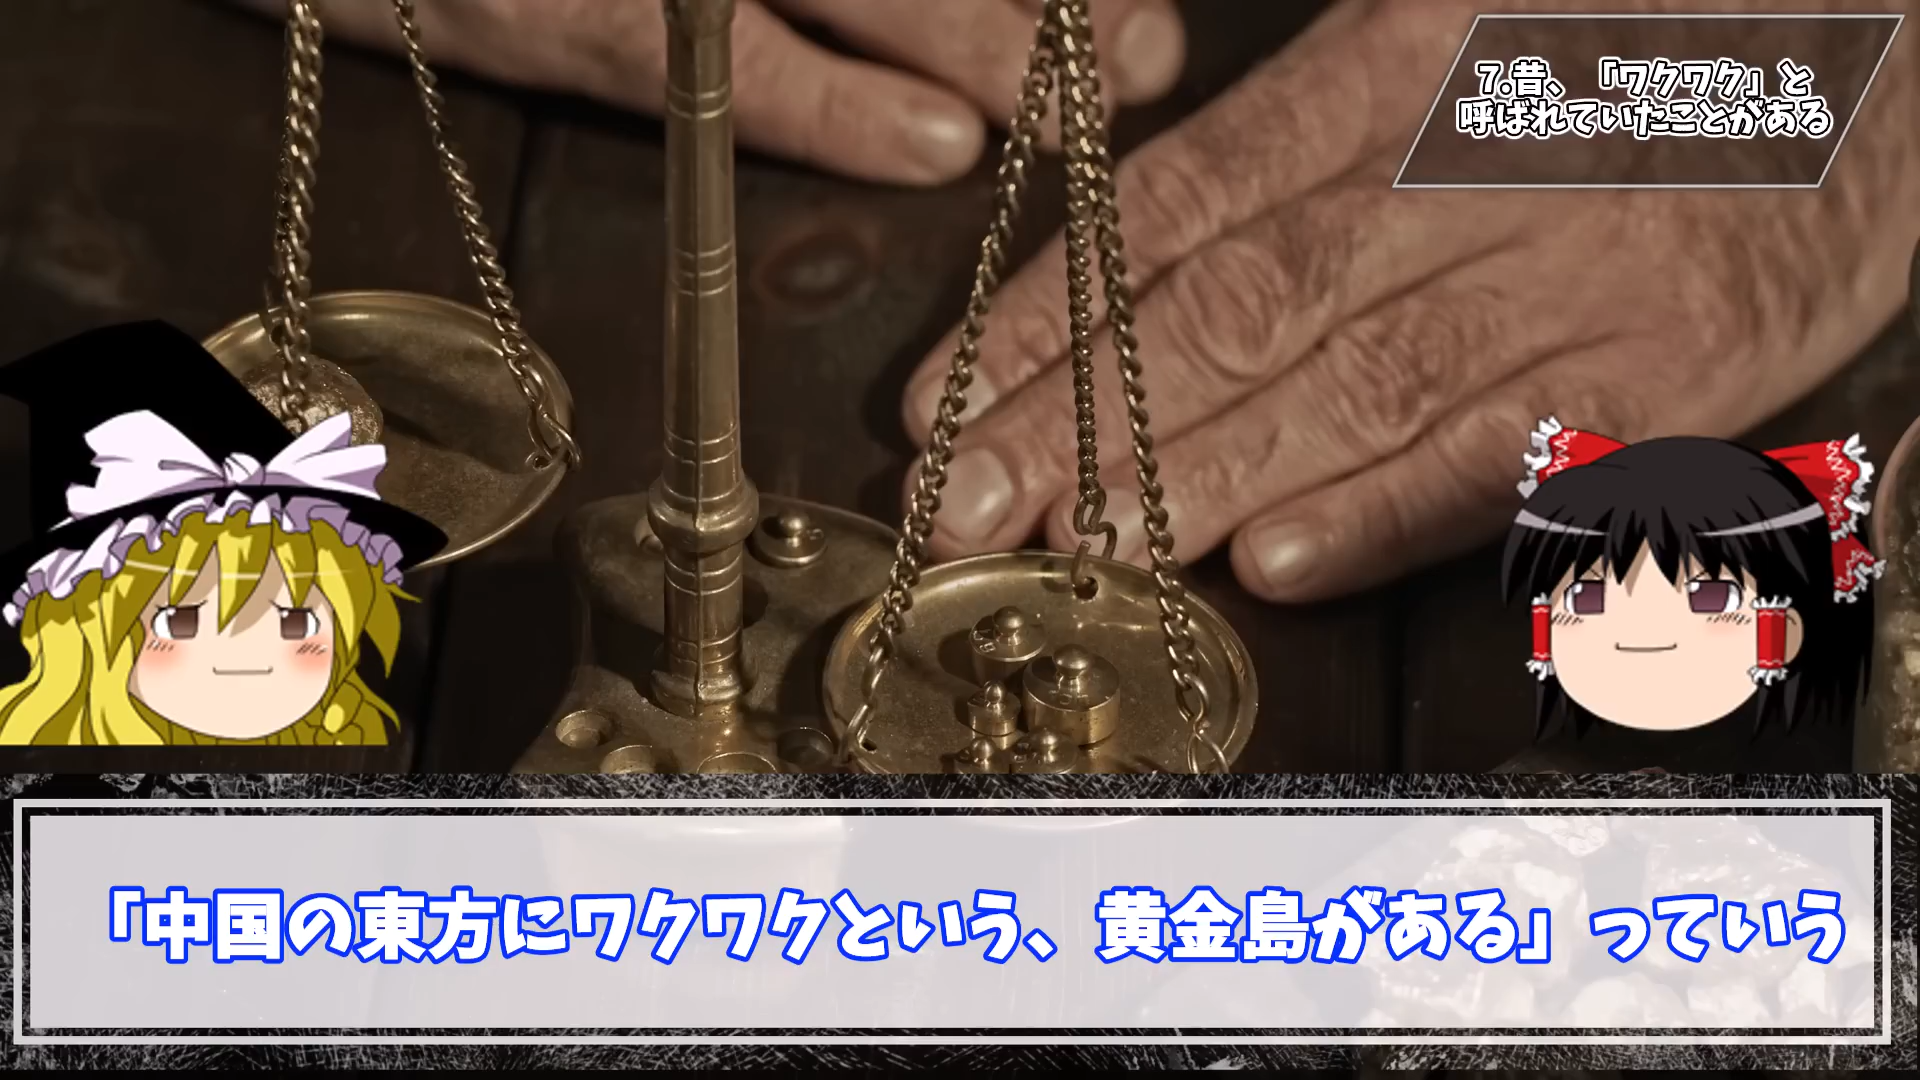 7.昔、「ワクワク」と
呼ばれていたことがある
「中国の東方にワクワクという、黄金島がある」っていう